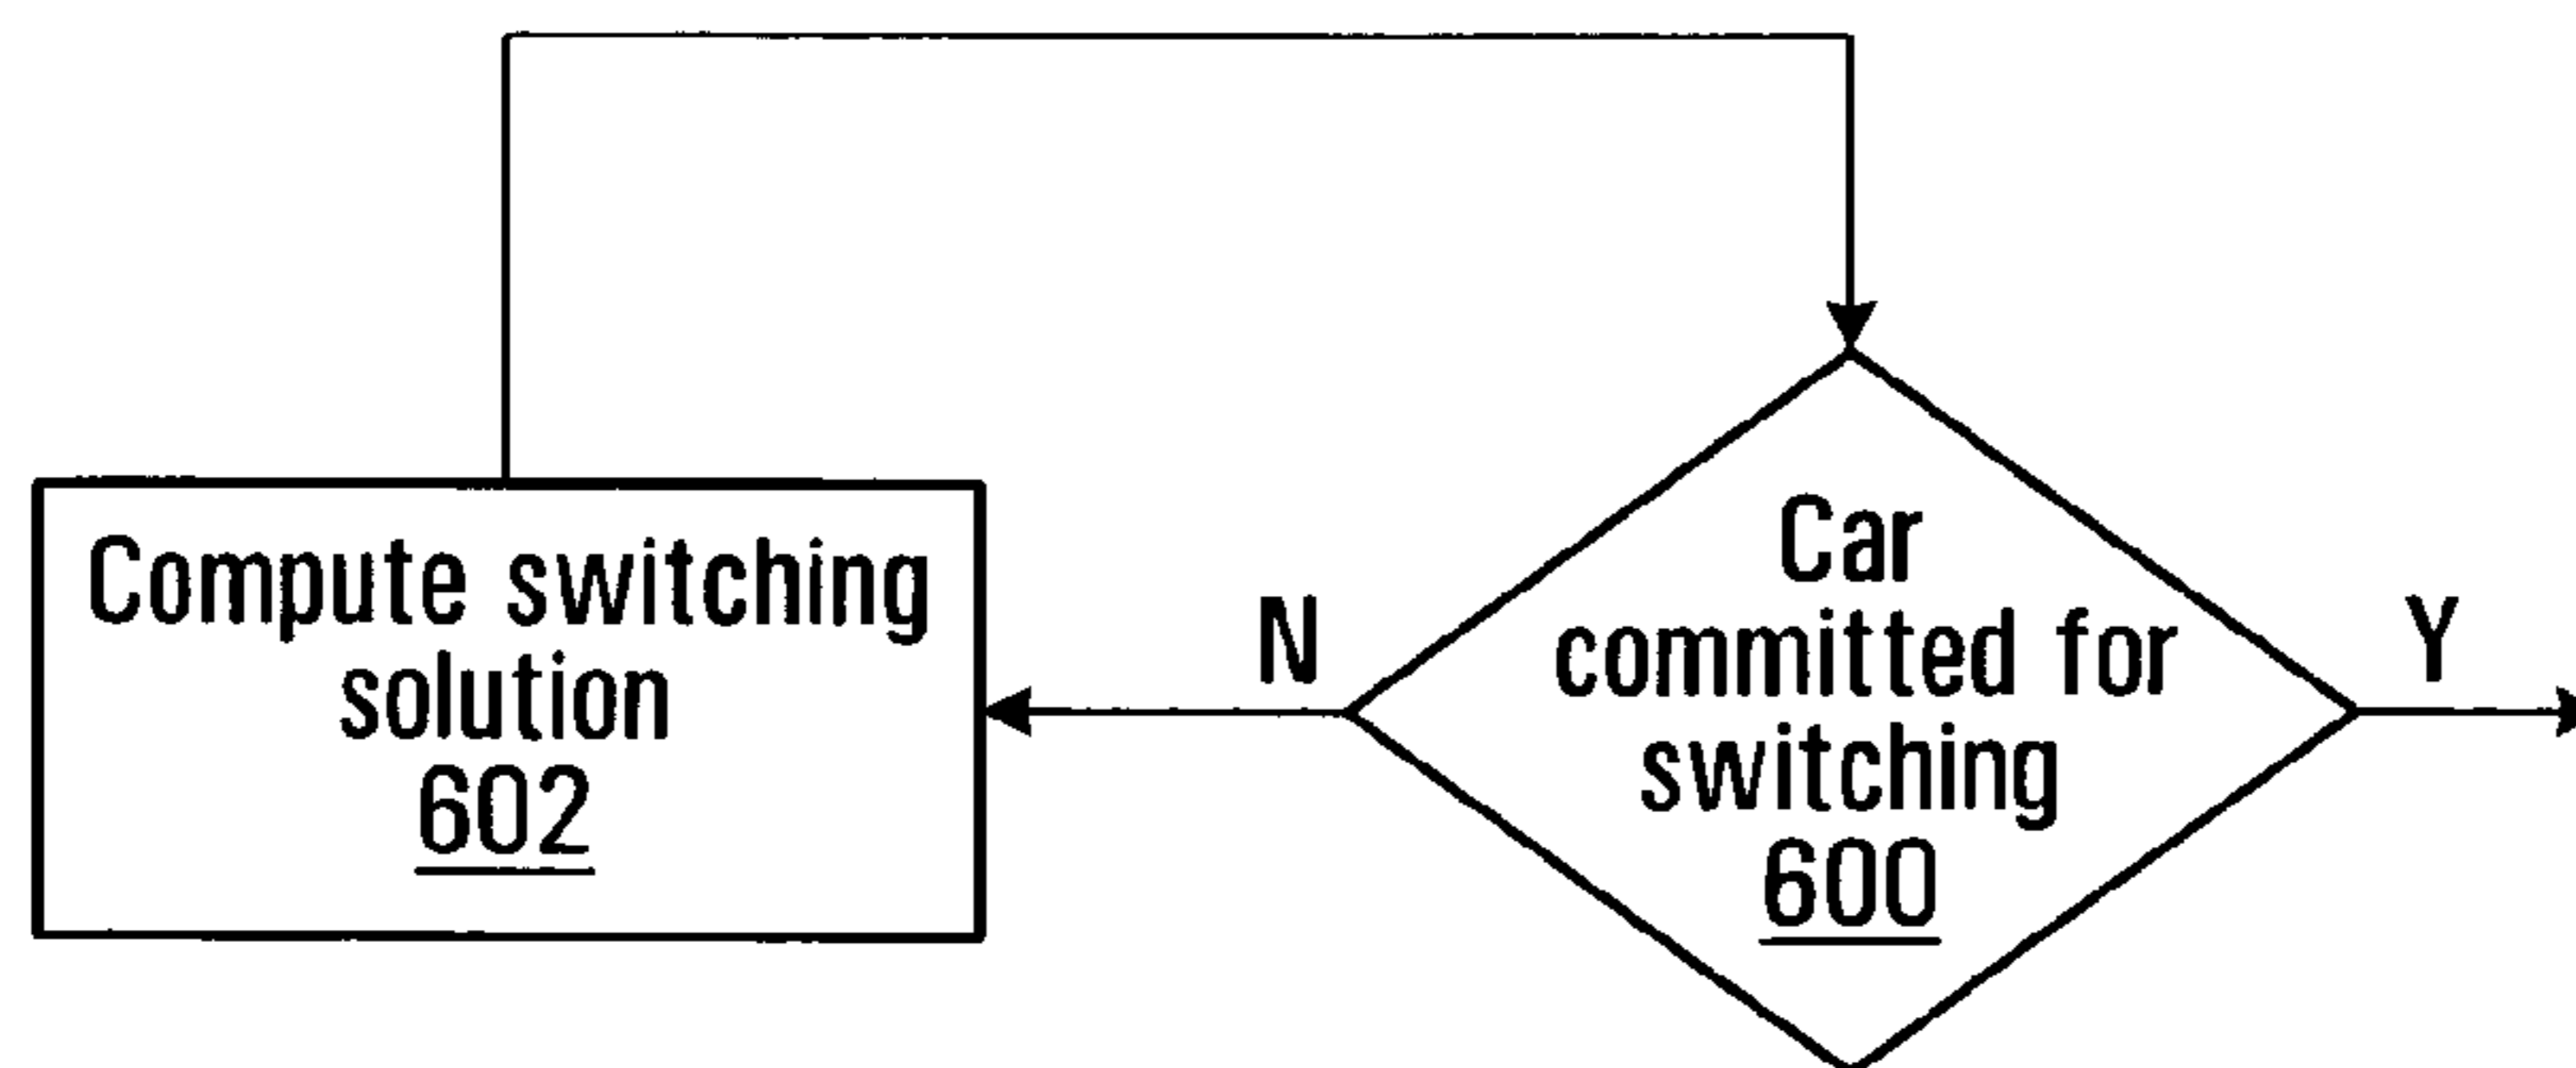 Compute switching
solution
602
N
Car
committed for
switching
600
Y